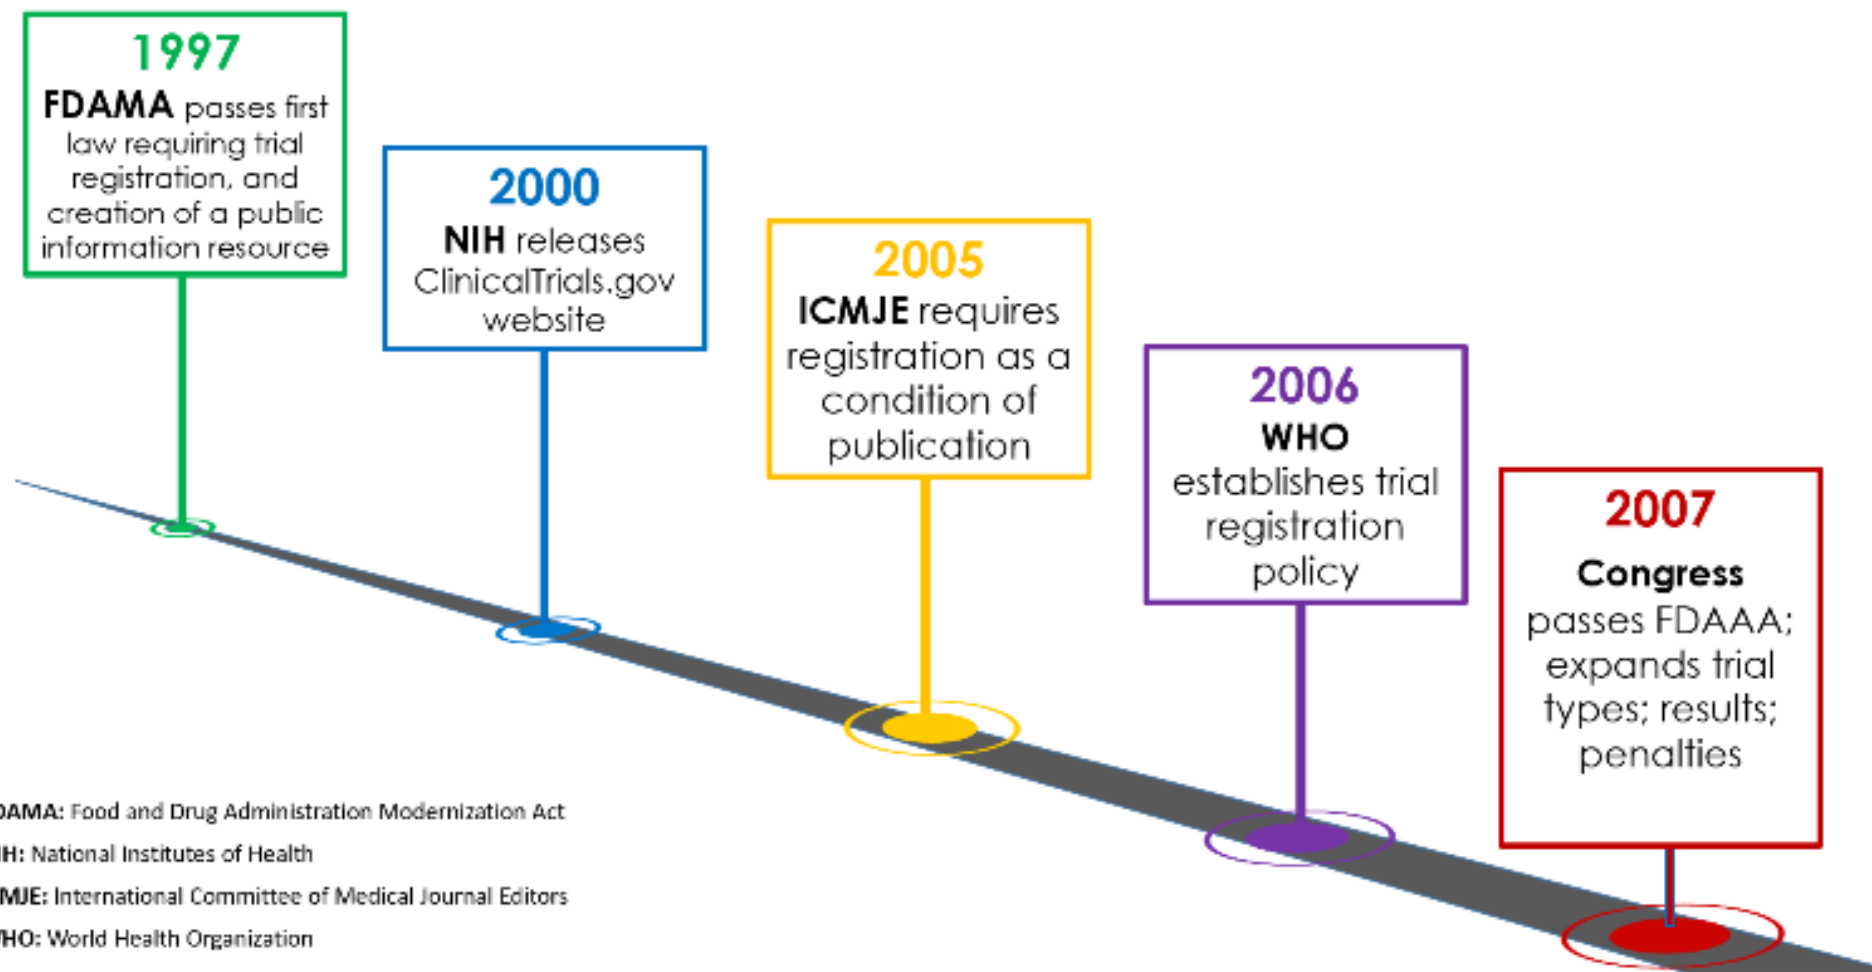 1997
FDAMA passes first
law requiring trial
registration, and
creation of a public
information resource
2000
NIH releases
ClinicalTrials.gov
website
2005
ICMJE requires
registration as a
condition of
publication
2006
WHO
establishes trial
registration
policy
2007
Congress
passes FDAAA;
expands trial
types; results;
penalties
DAMA: Food and Drug Administration Modernization Act
IH: National Institutes of Health
MJE: International Committee of Medical Journal Editors
HO: World Health Organization